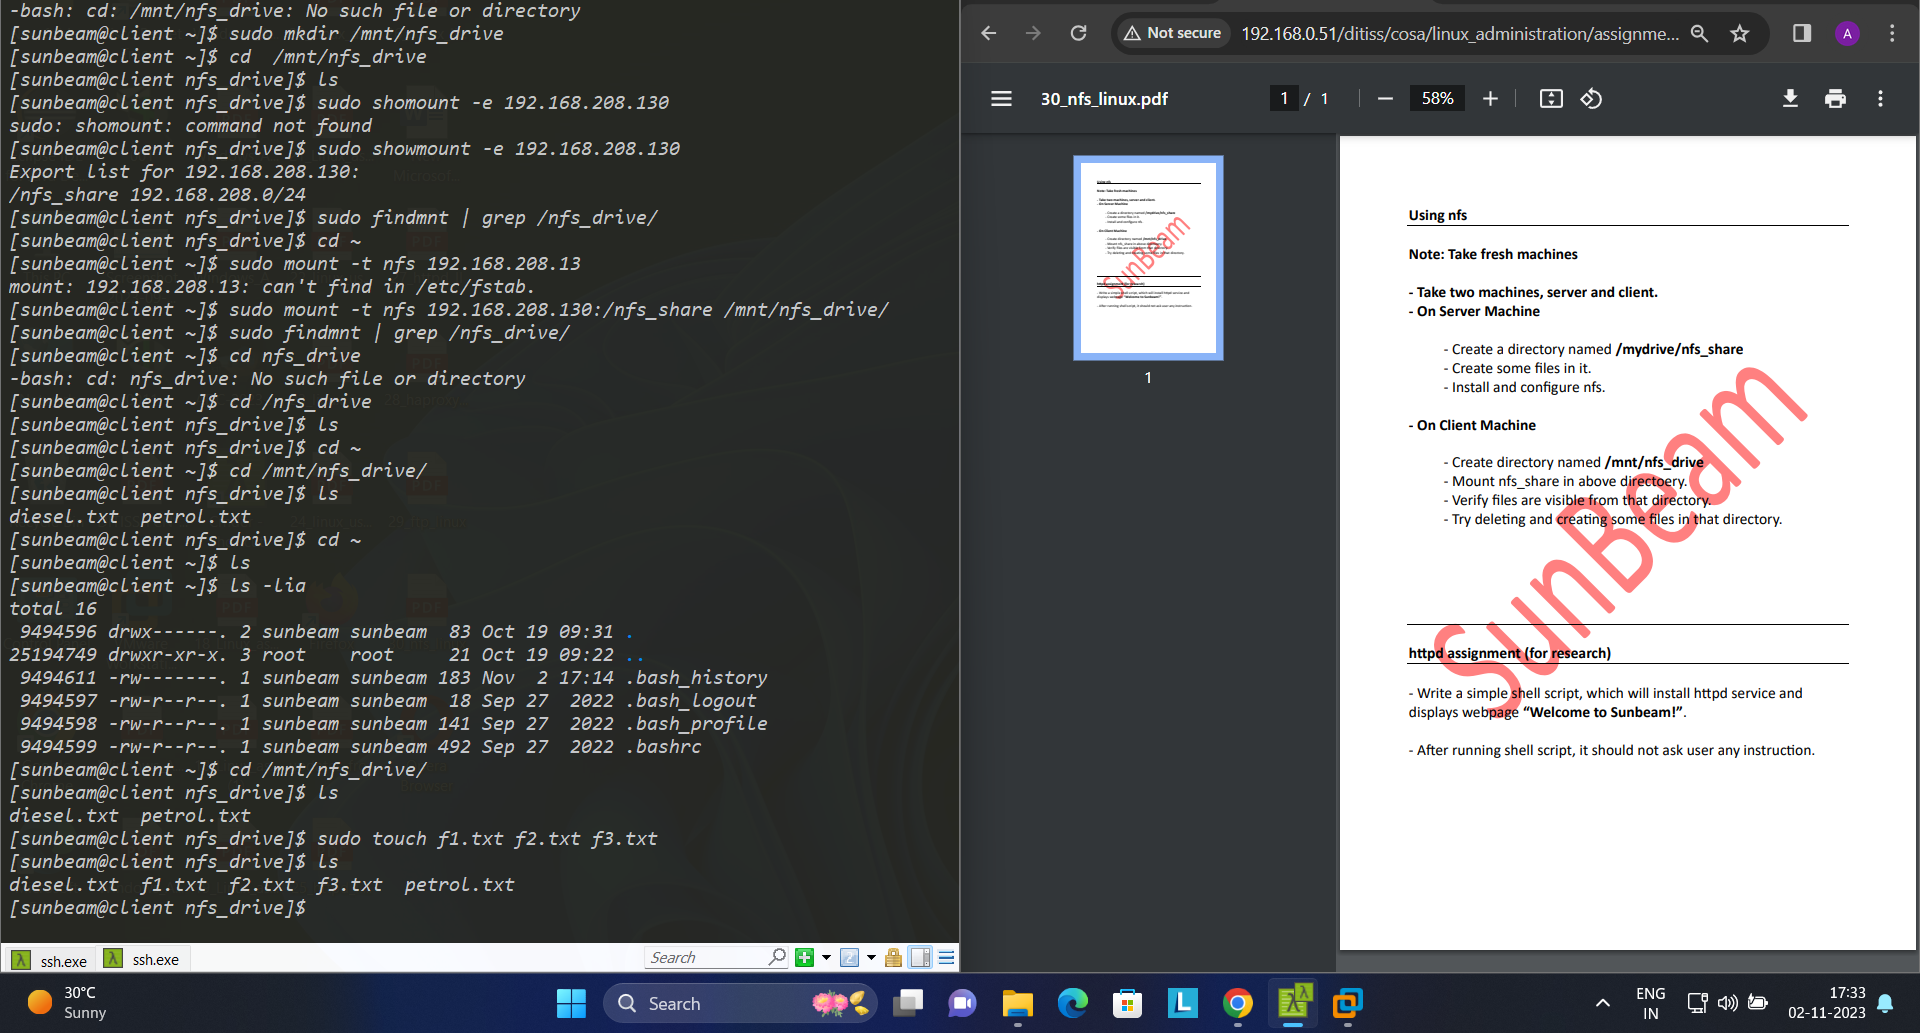 -bash: cd: /mnt/nfs_drive: No such file or directory
[sunbeam@client ~]$ sudo mkdir /mnt/nfs_drive
[sunbeam@client ~]$ cd  /mnt/nfs_drive
[sunbeam@client nfs_drive]$ ls
[sunbeam@client nfs_drive]$ sudo shomount -e 192.168.208.130
sudo: shomount: command not found
[sunbeam@client nfs_drive]$ sudo showmount -e 192.168.208.130
Export list for 192.168.208.130:
/nfs_share 192.168.208.0/24
[sunbeam@client nfs_drive]$ sudo findmnt | grep /nfs_drive/
[sunbeam@client nfs_drive]$ cd ~
[sunbeam@client ~]$ sudo mount -t nfs 192.168.208.13
mount: 192.168.208.13: can't find in /etc/fstab.
[sunbeam@client ~]$ sudo mount -t nfs 192.168.208.130:/nfs_share /mnt/nfs_drive/
[sunbeam@client ~]$ sudo findmnt | grep /nfs_drive/
[sunbeam@client ~]$ cd nfs_drive
-bash: cd: nfs_drive: No such file or directory
[sunbeam@client ~]$ cd /nfs_drive
[sunbeam@client nfs_drive]$ ls
[sunbeam@client nfs_drive]$ cd ~
[sunbeam@client ~]$ cd /mnt/nfs_drive/
[sunbeam@client nfs_drive]$ ls
diesel.txt  petrol.txt
[sunbeam@client nfs_drive]$ cd ~
[sunbeam@client ~]$ ls
[sunbeam@client ~]$ ls -lia
total 16
 9494596 drwx------. 2 sunbeam sunbeam  83 Oct 19 09:31 .
25194749 drwxr-xr-x. 3 root    root     21 Oct 19 09:22 ..
 9494611 -rw-------. 1 sunbeam sunbeam 183 Nov  2 17:14 .bash_history
 9494597 -rw-r--r--. 1 sunbeam sunbeam  18 Sep 27  2022 .bash_logout
 9494598 -rw-r--r--. 1 sunbeam sunbeam 141 Sep 27  2022 .bash_profile
 9494599 -rw-r--r--. 1 sunbeam sunbeam 492 Sep 27  2022 .bashrc
[sunbeam@client ~]$ cd /mnt/nfs_drive/
[sunbeam@client nfs_drive]$ ls
diesel.txt  petrol.txt
[sunbeam@client nfs_drive]$ sudo touch f1.txt f2.txt f3.txt
[sunbeam@client nfs_drive]$ ls
diesel.txt  f1.txt  f2.txt  f3.txt  petrol.txt
[sunbeam@client nfs_drive]$
ssh.exe
ssh.exe
Search
Not secure
192.168.0.51/ditiss/cosa/linux_administration/assignme...
A
30_nfs_linux.pdf
1 / 1
58%
1
Using nfs
Note: Take fresh machines
- Take two machines, server and client.
- On Server Machine
- Create a directory named /mydrive/nfs_share
- Create some files in it.
- Install and configure nfs.
- On Client Machine
- Create directory named /mnt/nfs_drive
- Mount nfs_share in above directoery.
- Verify files are visible from that directory.
- Try deleting and creating some files in that directory.
SunBeam
httpd assignment (for research)
- Write a simple shell script, which will install httpd service and
displays webpage “Welcome to Sunbeam!”.
- After running shell script, it should not ask user any instruction.
30°C
Sunny
Search
L
ENG
IN
17:33
02-11-2023